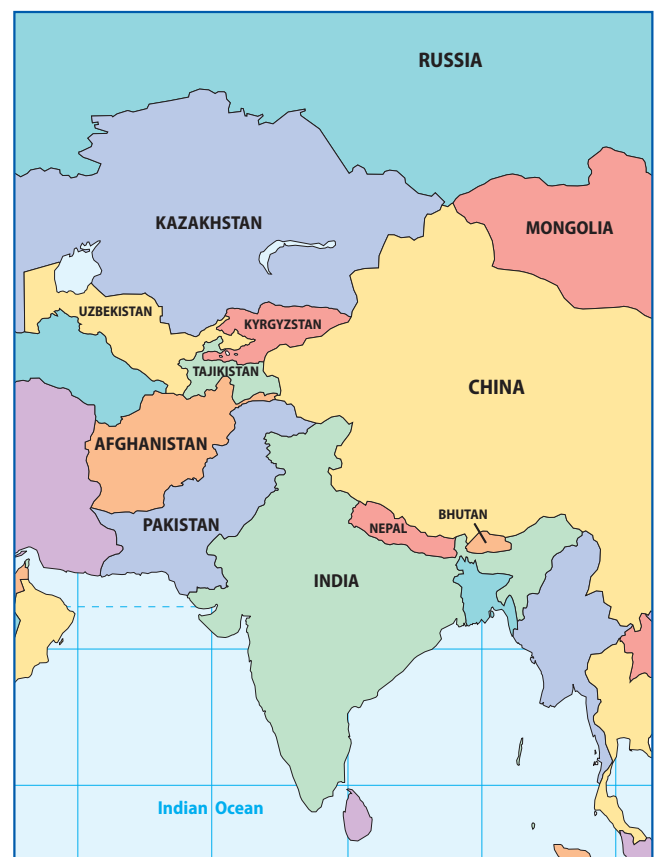 RUSSIA
KAZAKHSTAN
MONGOLIA
UZBEKISTAN
KYRGYZSTAN
TAJIKISTAN
CHINA
AFGHANISTAN
BHUTAN
PAKISTAN
NEPAL
INDIA
Indian Ocean